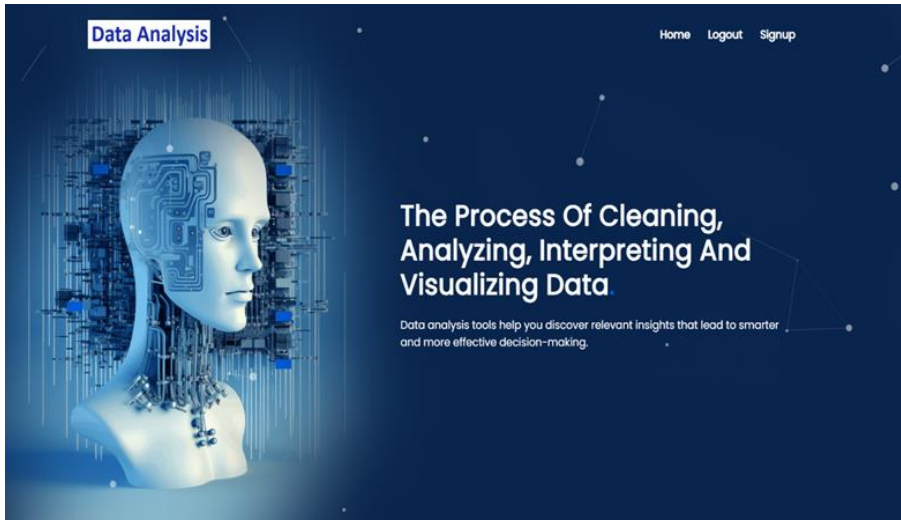 Data Analysis
Home Logout Signup
The Process Of Cleaning,
Analyzing, Interpreting And
Visualizing Data.
Data analysis tools help you discover relevant insights that lead to smarter
and more effective decision-making.